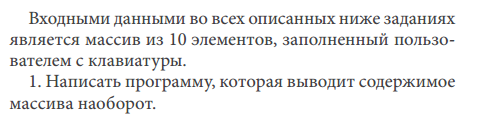 Входными данными во всех описанных ниже заданиях
является массив из 10 элементов, заполненный пользо-
вателем с клавиатуры.
1. Написать программу, которая выводит содержимое
массива наоборот.